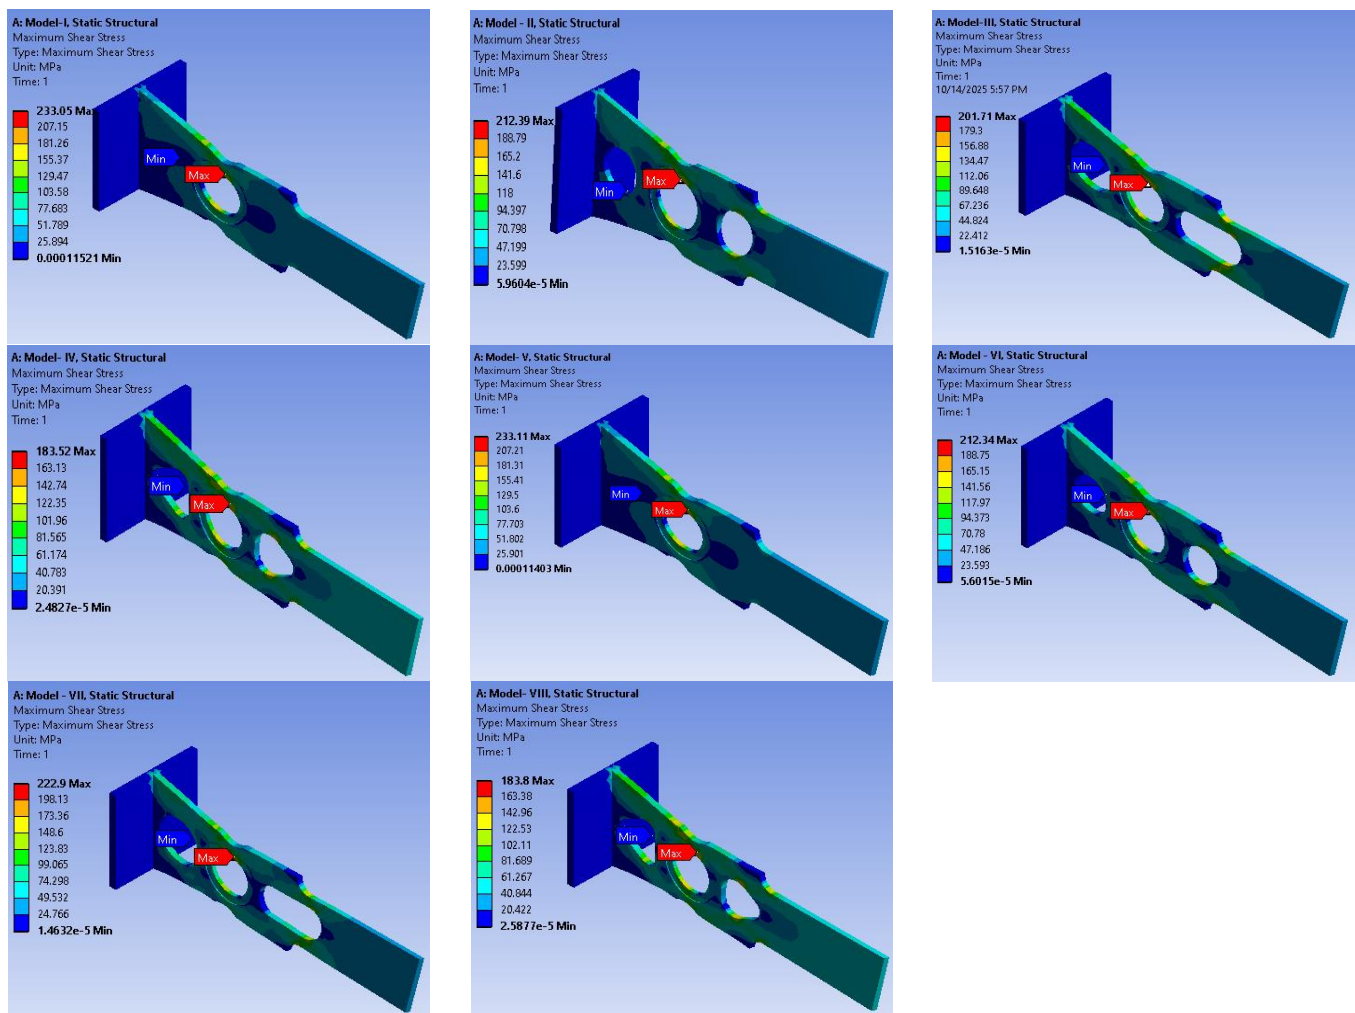 A: Model-I, Static Structural
Maximum Shear Stress
Type: Maximum Shear Stress
Unit: MPa
Time: 1
233.05 Max
207.15
181.26
155.37
129.47
103.58
77.683
51.789
25.894
0.00011521 Min
Min
Max
A: Model - II, Static Structural
Maximum Shear Stress
Type: Maximum Shear Stress
Unit: MPa
Time: 1
212.39 Max
188.79
165.2
141.6
118
94.397
70.798
47.199
23.599
5.9604e-5 Min
Min
Max
A: Model-III, Static Structural
Maximum Shear Stress
Type: Maximum Shear Stress
Unit: MPa
Time: 1
10/14/2025 5:57 PM
201.71 Max
179.3
156.88
134.47
112.06
89.648
67.236
44.824
22.412
1.5163e-5 Min
Min
Max
A: Model- IV, Static Structural
Maximum Shear Stress
Type: Maximum Shear Stress
Unit: MPa
Time: 1
183.52 Max
163.13
142.74
122.35
101.96
81.565
61.174
40.783
20.391
2.4827e-5 Min
Min
Max
A: Model- V, Static Structural
Maximum Shear Stress
Type: Maximum Shear Stress
Unit: MPa
Time: 1
233.11 Max
207.21
181.31
155.41
129.5
103.6
77.703
51.802
25.901
0.00011403 Min
Min
Max
A: Model - VI, Static Structural
Maximum Shear Stress
Type: Maximum Shear Stress
Unit: MPa
Time: 1
212.34 Max
188.75
165.15
141.56
117.97
94.373
70.78
47.186
23.593
5.6015e-5 Min
Min
Max
A: Model - VII, Static Structural
Maximum Shear Stress
Type: Maximum Shear Stress
Unit: MPa
Time: 1
222.9 Max
198.13
173.36
148.6
123.83
99.065
74.298
49.532
24.766
1.4632e-5 Min
Min
Max
A: Model- VIII, Static Structural
Maximum Shear Stress
Type: Maximum Shear Stress
Unit: MPa
Time: 1
183.8 Max
163.38
142.96
122.53
102.11
81.689
61.267
40.844
20.422
2.5877e-5 Min
Min
Max